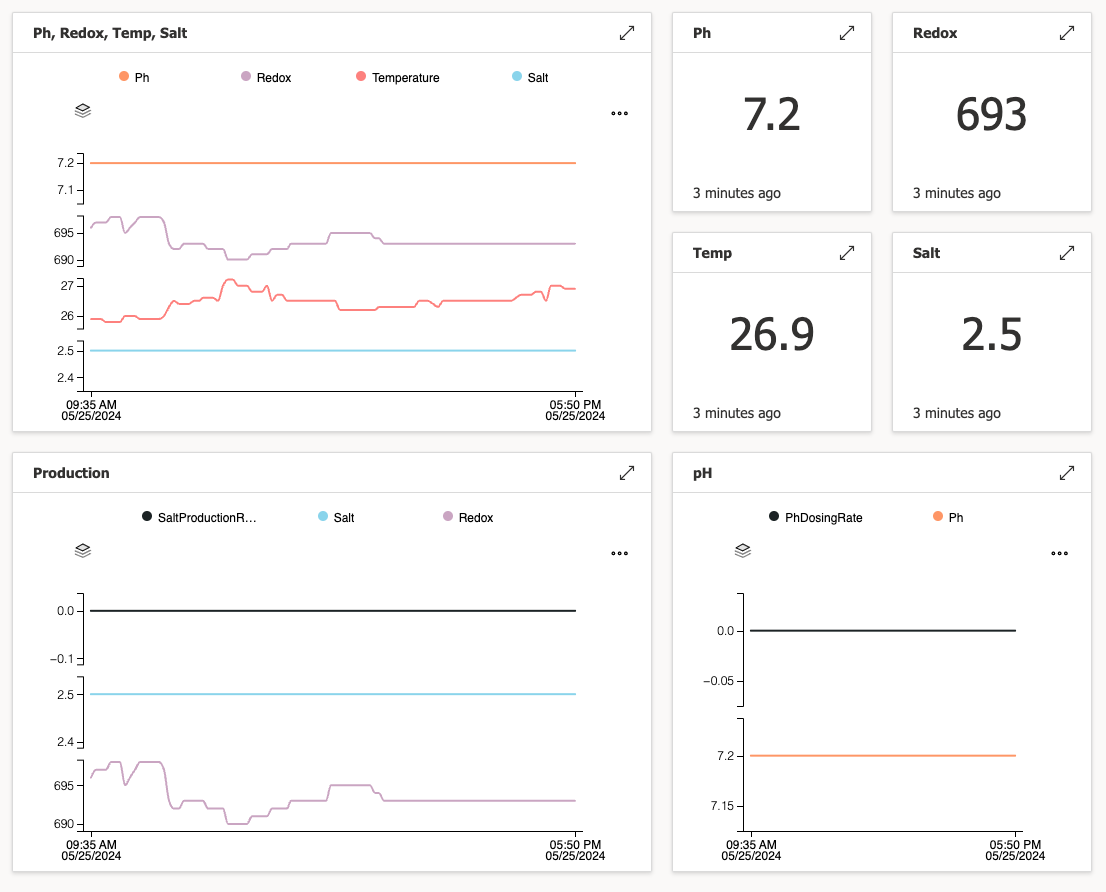 Ph, Redox, Temp, Salt
Ph
Redox
Temperature
Salt
7.2
7.1
695
690
27
26
2.5
2.4
09:35 AM
05/25/2024
05:50 PM
05/25/2024
Ph
7.2
3 minutes ago
Redox
693
3 minutes ago
Temp
26.9
3 minutes ago
Salt
2.5
3 minutes ago
Production
SaltProductionR...
Salt
Redox
0.0
−0.1
2.5
2.4
695
690
09:35 AM
05/25/2024
05:50 PM
05/25/2024
pH
PhDosingRate
Ph
0.0
−0.05
7.2
7.15
09:35 AM
05/25/2024
05:50 PM
05/25/2024